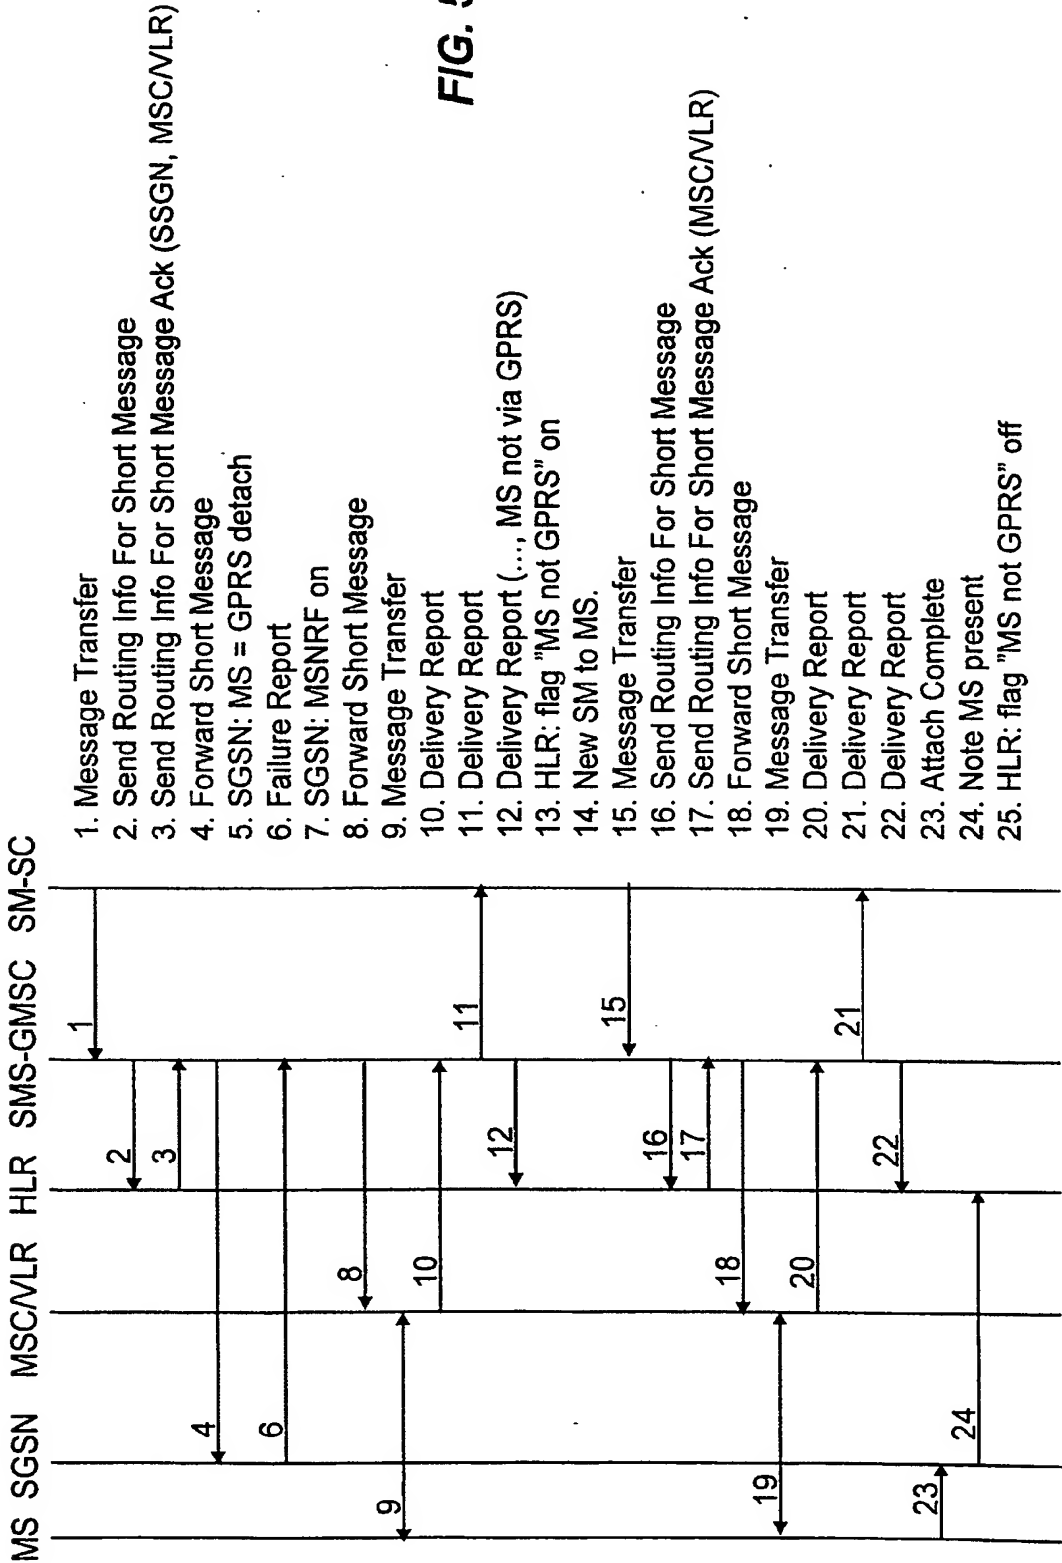 MS SGSN MSC/VLR HLR SMS-GMSC SM-SC
1
2
3
4
6
8
9
10
11
12
15
16
17
18
19
20
21
22
23
24
1. Message Transfer
2. Send Routing Info For Short Message
3. Send Routing Info For Short Message Ack (SSGN, MSC/VLR)
4. Forward Short Message
5. SGSN: MS = GPRS detach
6. Failure Report
7. SGSN: MSNRF on
8. Forward Short Message
9. Message Transfer
10. Delivery Report
11. Delivery Report
12. Delivery Report (..., MS not via GPRS)
13. HLR: flag ”MS not GPRS” on
14. New SM to MS.
15. Message Transfer
16. Send Routing Info For Short Message
17. Send Routing Info For Short Message Ack (MSC/VLR)
18. Forward Short Message
19. Message Transfer
20. Delivery Report
21. Delivery Report
22. Delivery Report
23. Attach Complete
24. Note MS present
25. HLR: flag ”MS not GPRS” off
FIG. 5